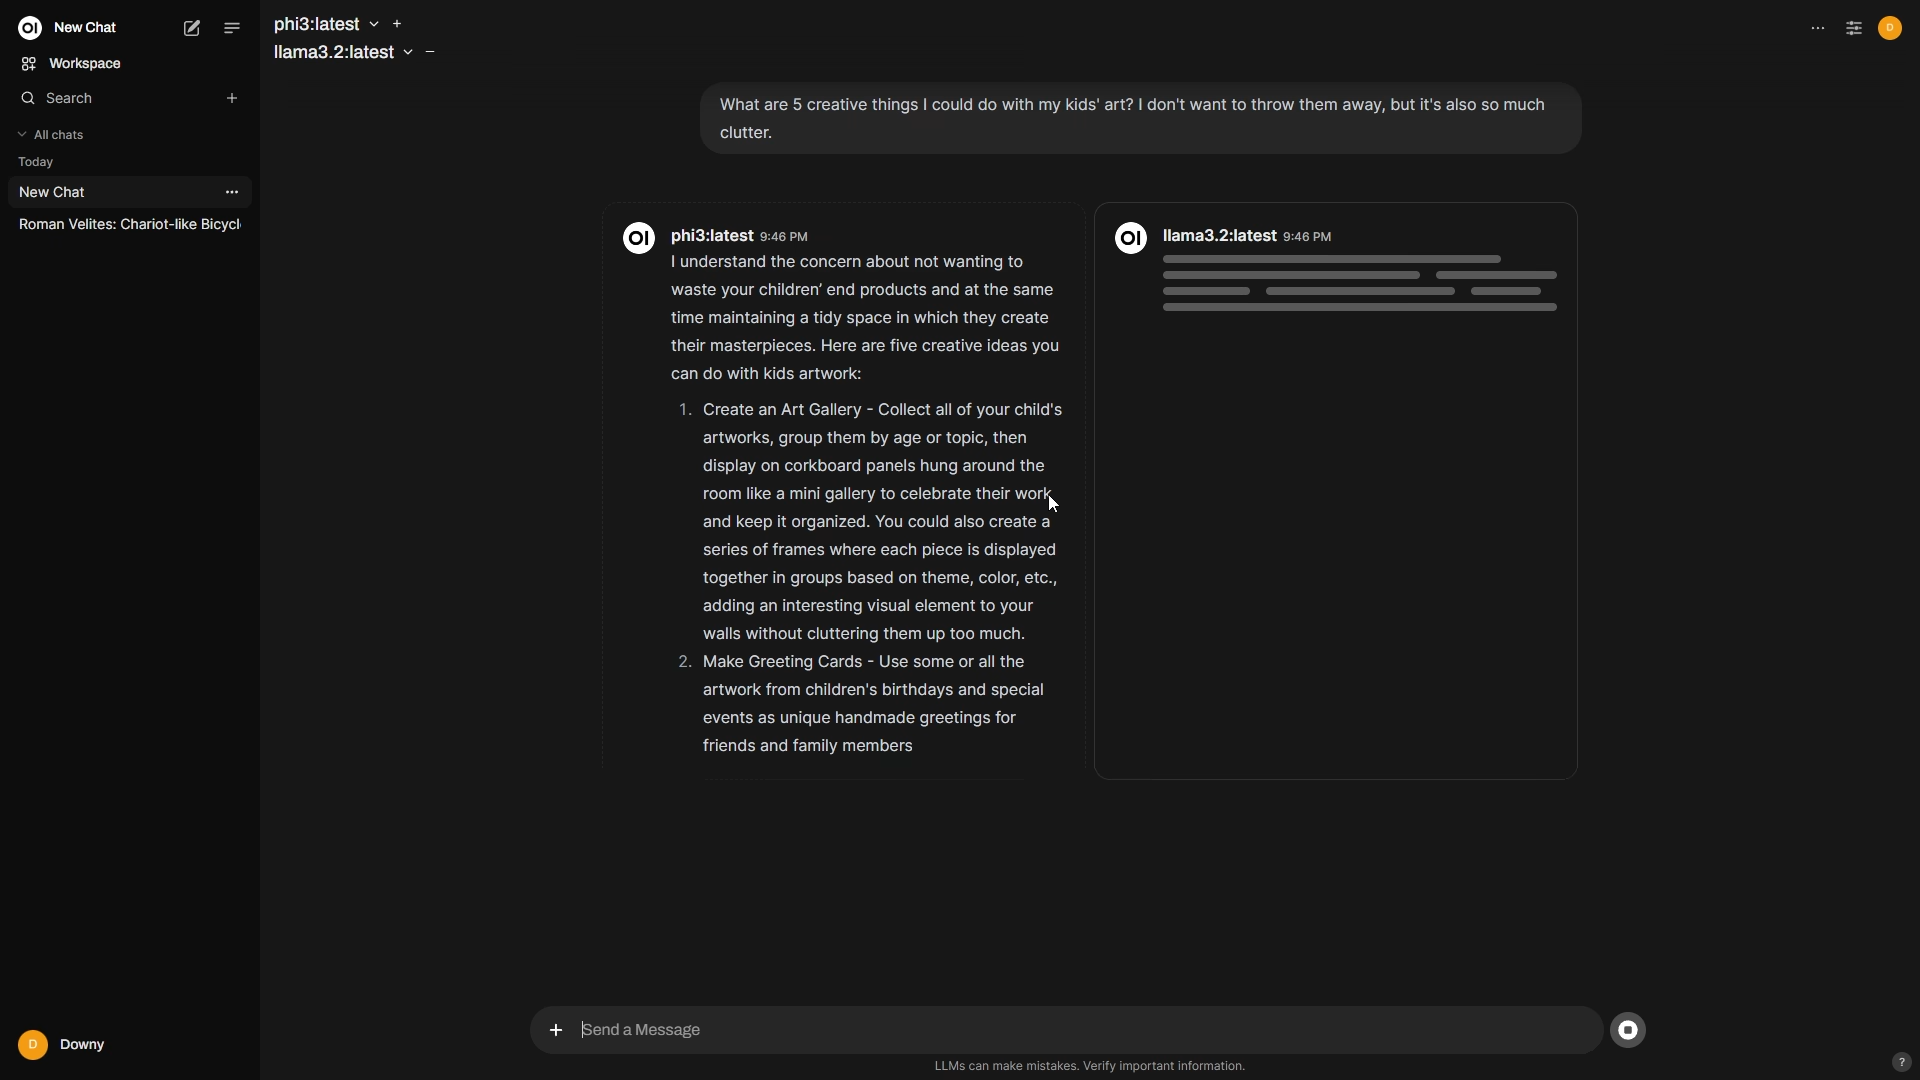 OI New Chat
Workspace
Search
All chats
Today
New Chat
Roman Velites: Chariot-like Bicycl
D Downy
phi3:latest
llama3.2:latest
D
What are 5 creative things I could do with my kids' art? I don't want to throw them away, but it's also so much
clutter.
OI phi3:latest 9:46 PM
I understand the concern about not wanting to
waste your children’ end products and at the same
time maintaining a tidy space in which they create
their masterpieces. Here are five creative ideas you
can do with kids artwork:
1. Create an Art Gallery - Collect all of your child's
artworks, group them by age or topic, then
display on corkboard panels hung around the
room like a mini gallery to celebrate their work
and keep it organized. You could also create a
series of frames where each piece is displayed
together in groups based on theme, color, etc.,
adding an interesting visual element to your
walls without cluttering them up too much.
2. Make Greeting Cards - Use some or all the
artwork from children's birthdays and special
events as unique handmade greetings for
friends and family members
OI llama3.2:latest 9:46 PM
Send a Message
LLMs can make mistakes. Verify important information.
?